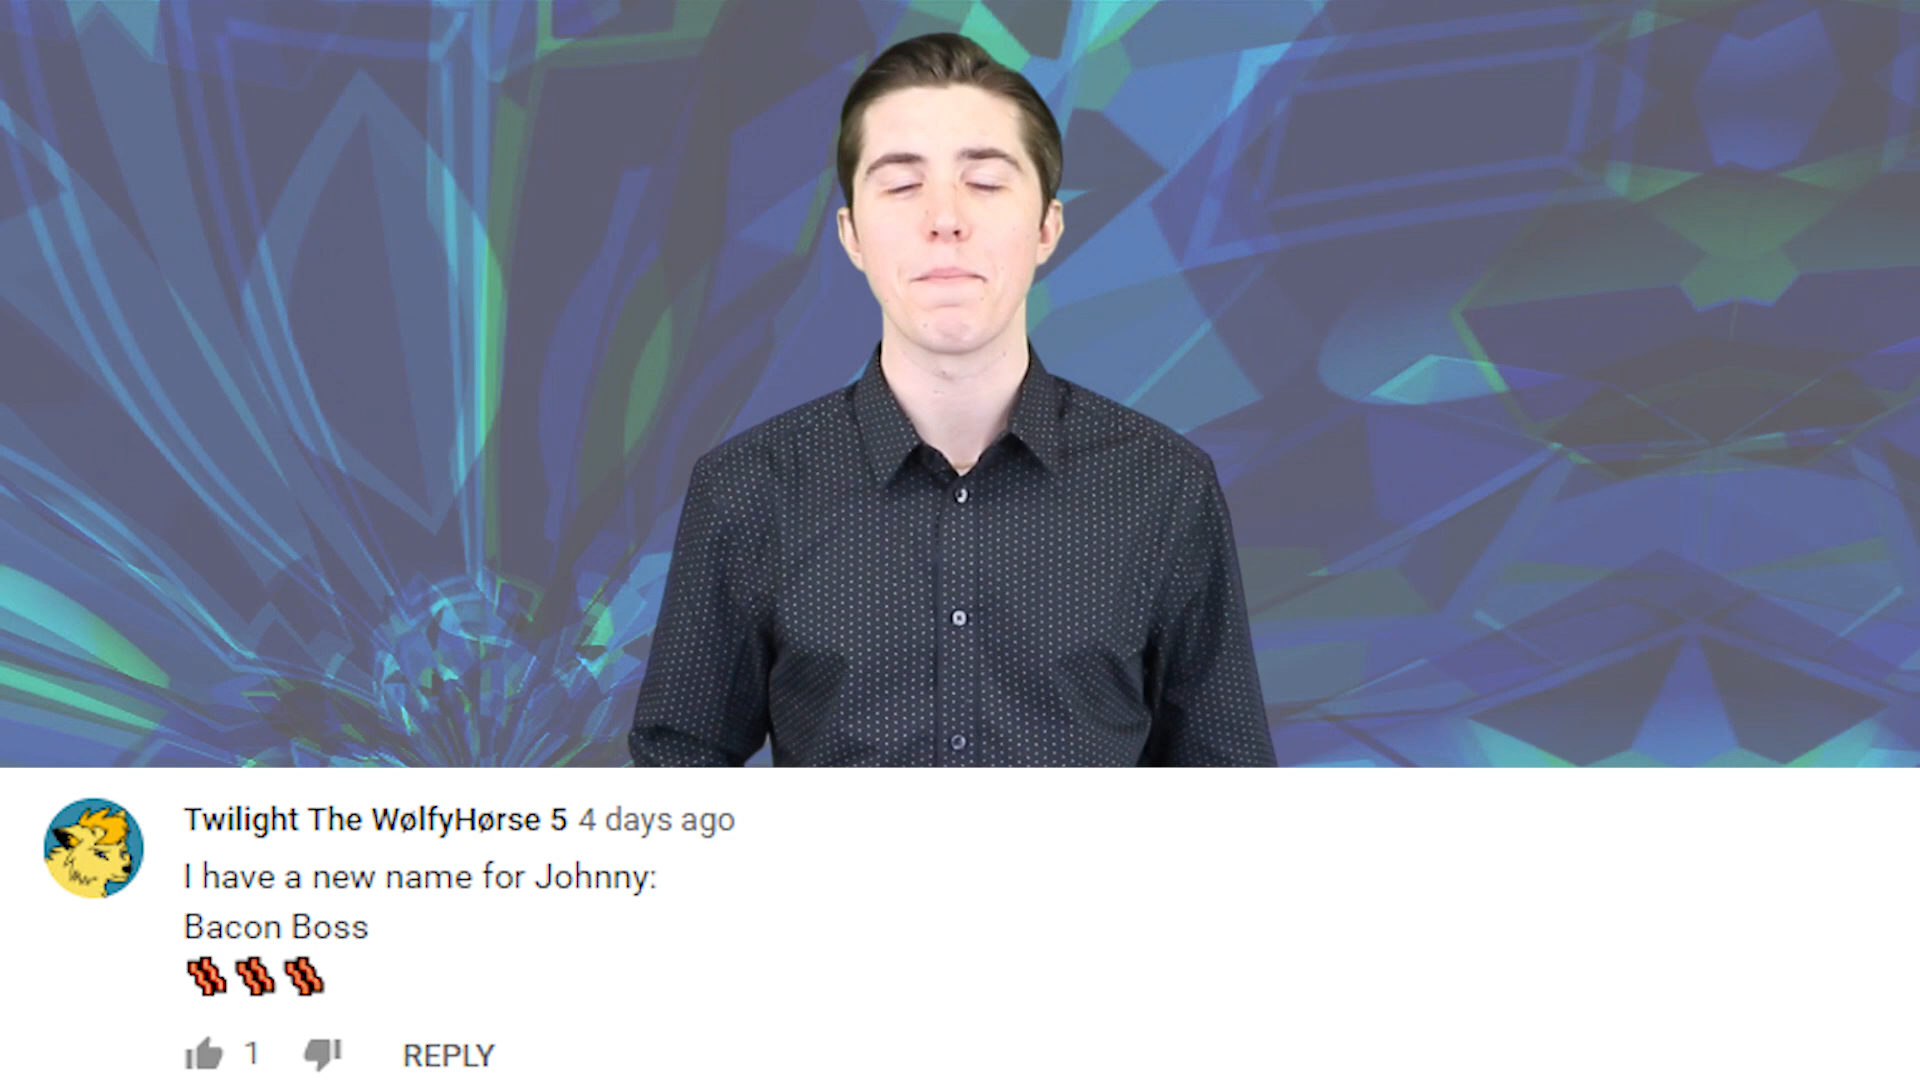 Twilight The WølfyHørse 5 4 days ago
I have a new name for Johnny:
Bacon Boss
🥓🥓🥓
1 REPLY